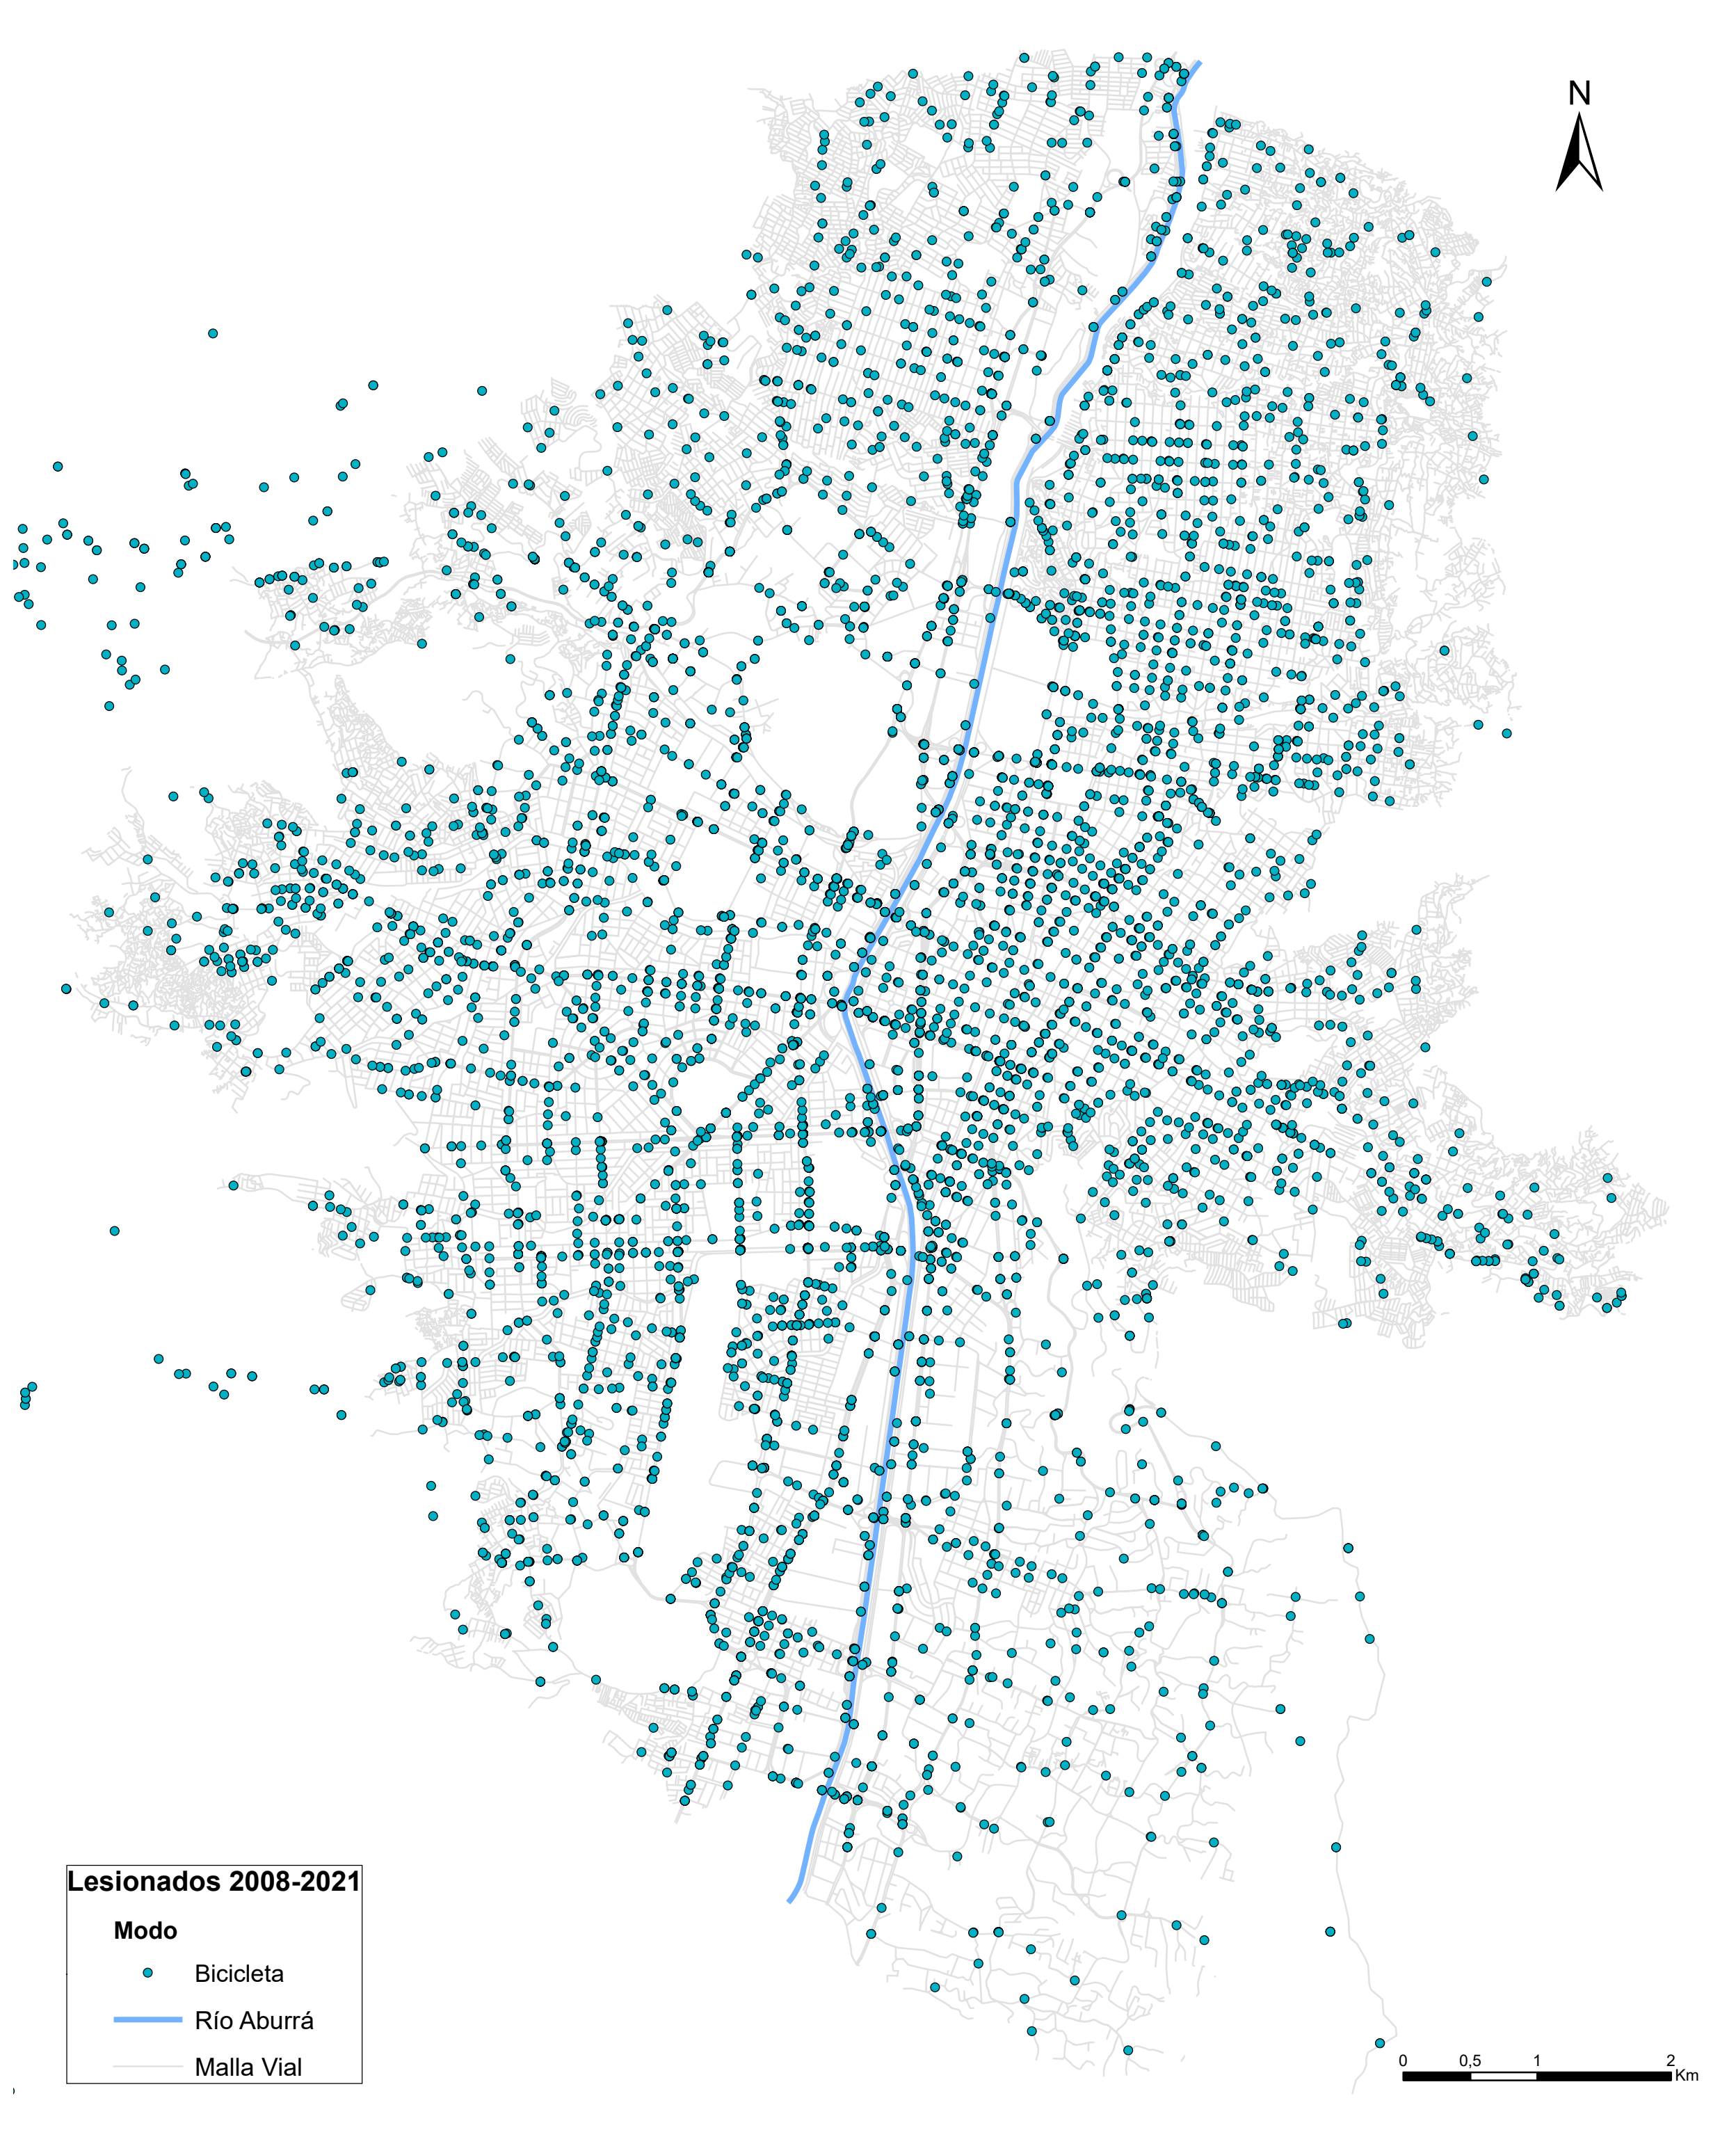 N
Lesionados 2008-2021
Modo
Bicicleta
Río Aburrá
Malla Vial
0 0,5 1 2
Km